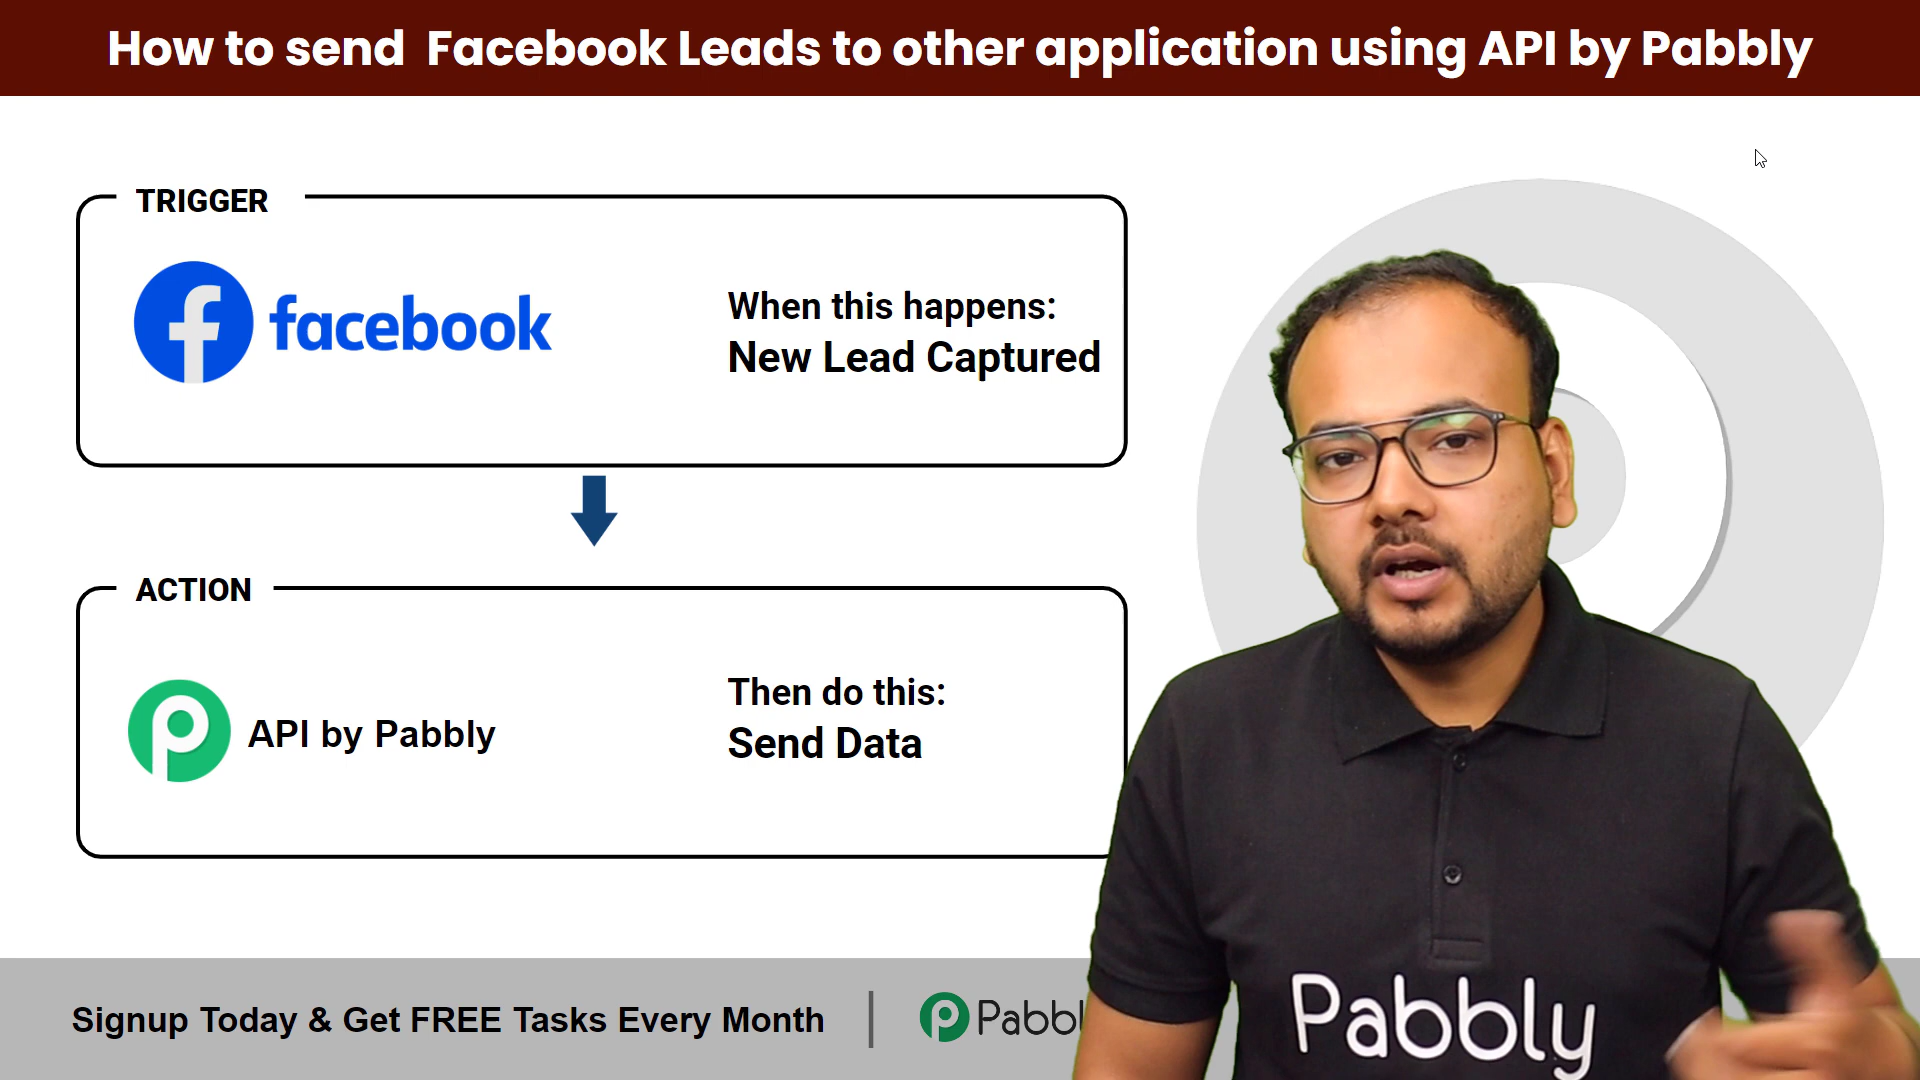 How to send Facebook Leads to other application using API by Pabbly
TRIGGER
facebook
When this happens:
New Lead Captured
ACTION
API by Pabbly
Then do this:
Send Data
Signup Today & Get FREE Tasks Every Month
Pabbl
Pabbly